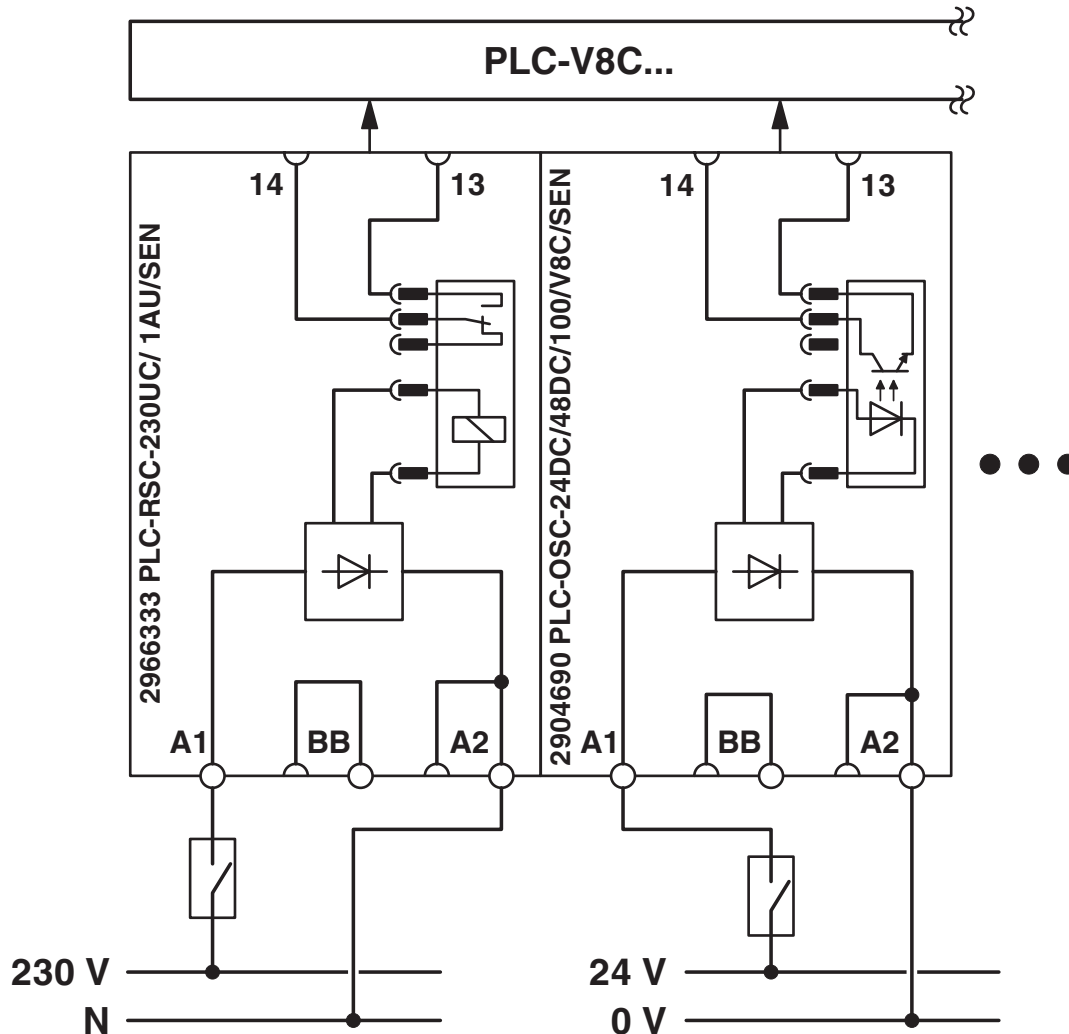 PLC-V8C...
2966333 PLC-RSC-230UC/ 1AU/SEN
14
13
A1
BB
A2
2904690 PLC-OSC-24DC/48DC/100/V8C/SEN
14
13
A1
BB
A2
230 V
N
24 V
0 V